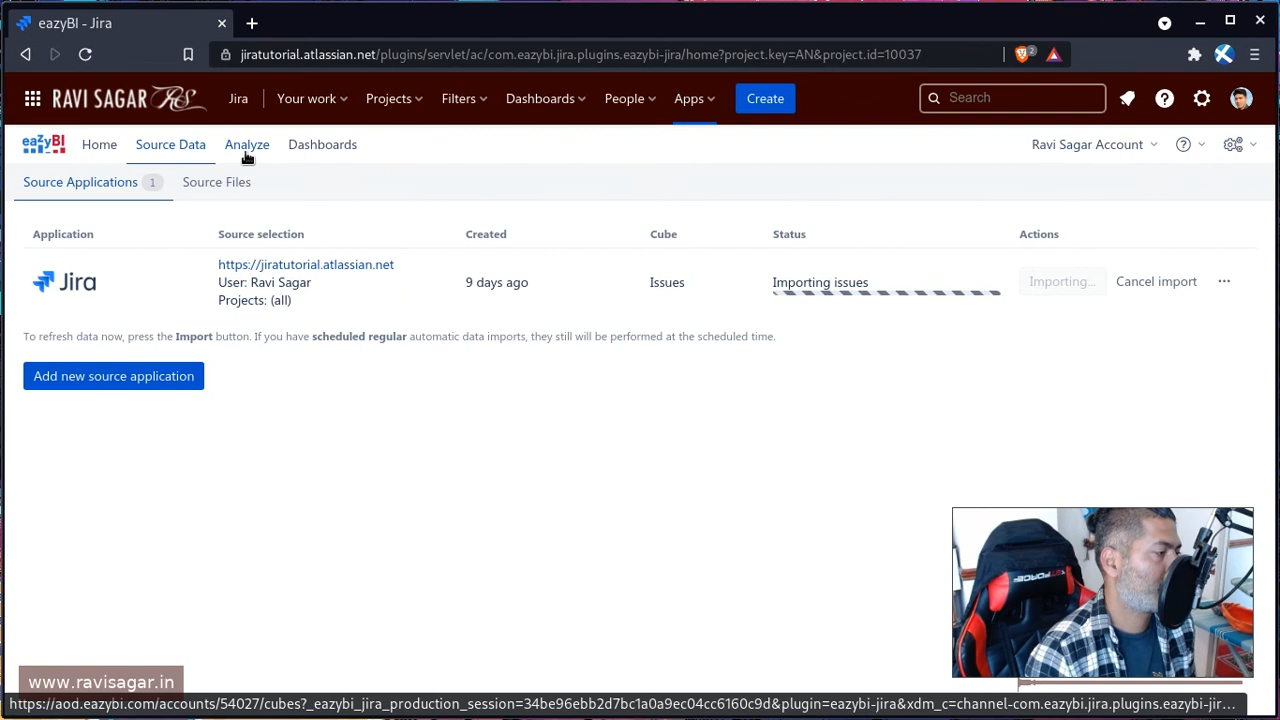 eazyBI - Jira
jiratutorial.atlassian.net/plugins/servlet/ac/com.eazybi.jira.plugins.eazybi-jira/home?project.key=AN&project.id=10037
2
RAVI SAGAR RS Jira Your work Projects Filters Dashboards People Apps Create Search
eazyBI Home Source Data Analyze Dashboards Ravi Sagar Account
Source Applications 1 Source Files
Application Source selection Created Cube Status Actions
Jira https://jiratutorial.atlassian.net 9 days ago Issues Importing issues Importing... Cancel import ...
User: Ravi Sagar
Projects: (all)
To refresh data now, press the Import button. If you have scheduled regular automatic data imports, they still will be performed at the scheduled time.
Add new source application
GT FORCE
www.ravisagar.in
https://aod.eazybi.com/accounts/54027/cubes?_eazybi_jira_production_session=34be96ebb2d7bc1a0a9ec04cc6160c9d&plugin=eazybi-jira&xdm_c=channel-com.eazybi.jira.plugins.eazybi-jir...